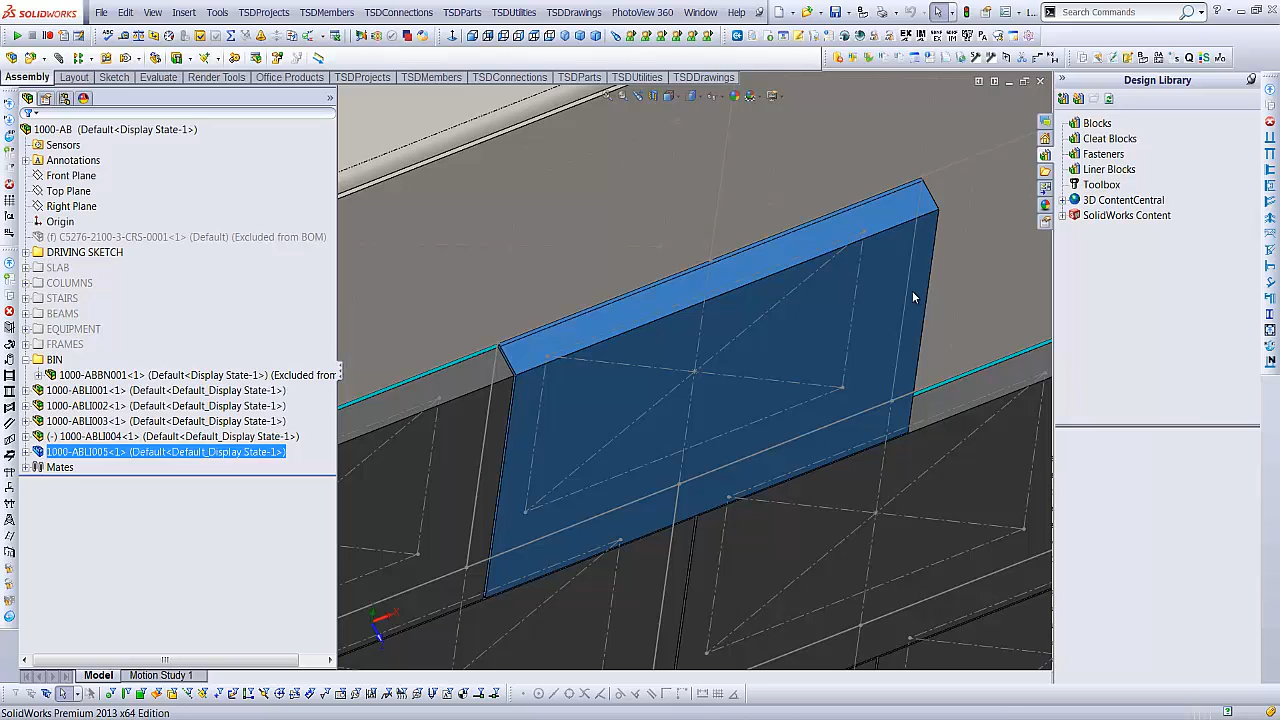 SOLIDWORKS File Edit View Insert Tools TSDProjects TSDMembers TSDConnections TSDParts TSDUtilities TSDDrawings PhotoView 360 Window Help Search Commands
Assembly Layout Sketch Evaluate Render Tools Office Products TSDProjects TSDMembers TSDConnections TSDParts TSDUtilities TSDDrawings
Design Library
1000-AB (Default<Display State-1>)
Sensors
Annotations
Front Plane
Top Plane
Right Plane
Origin
(f) C5276-2100-3-CRS-0001<1> (Default) (Excluded from BOM)
DRIVING SKETCH
SLAB
COLUMNS
STAIRS
BEAMS
EQUIPMENT
FRAMES
BIN
1000-ABBN001<1> (Default<Display State-1>) (Excluded from
1000-ABLI001<1> (Default<Default_Display State-1>)
1000-ABLI002<1> (Default<Default_Display State-1>)
1000-ABLI003<1> (Default<Default_Display State-1>)
(-) 1000-ABLI004<1> (Default<Default_Display State-1>)
1000-ABLI005<1> (Default<Default_Display State-1>)
Mates
Blocks
Cleat Blocks
Fasteners
Liner Blocks
Toolbox
3D ContentCentral
SolidWorks Content
Model Motion Study 1
SolidWorks Premium 2013 x64 Edition